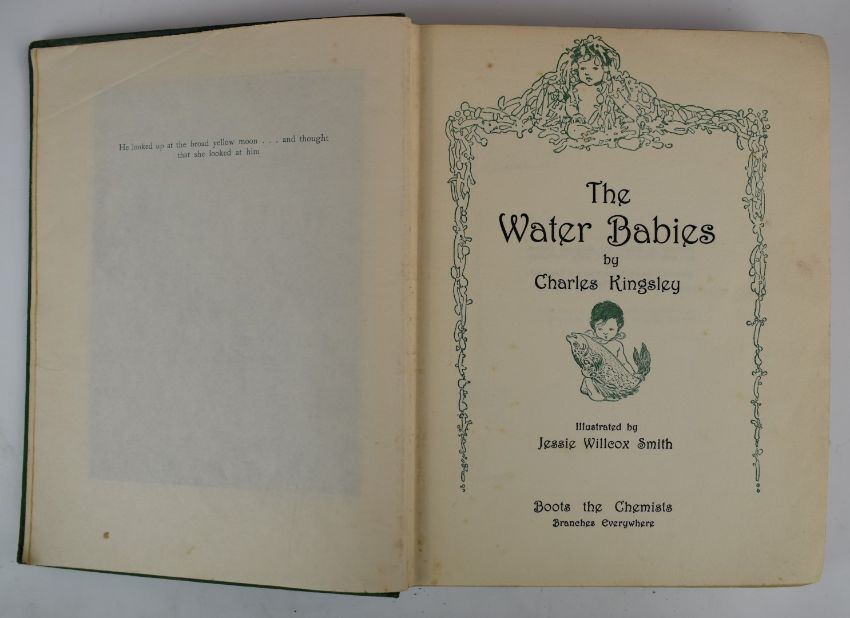 He looked up at the broad yellow moon . . . and thought
that she looked at him
The
Water Babies
by
Charles Kingsley
Illustrated by
Jessie Willcox Smith
Boots the Chemists
Branches Everywhere